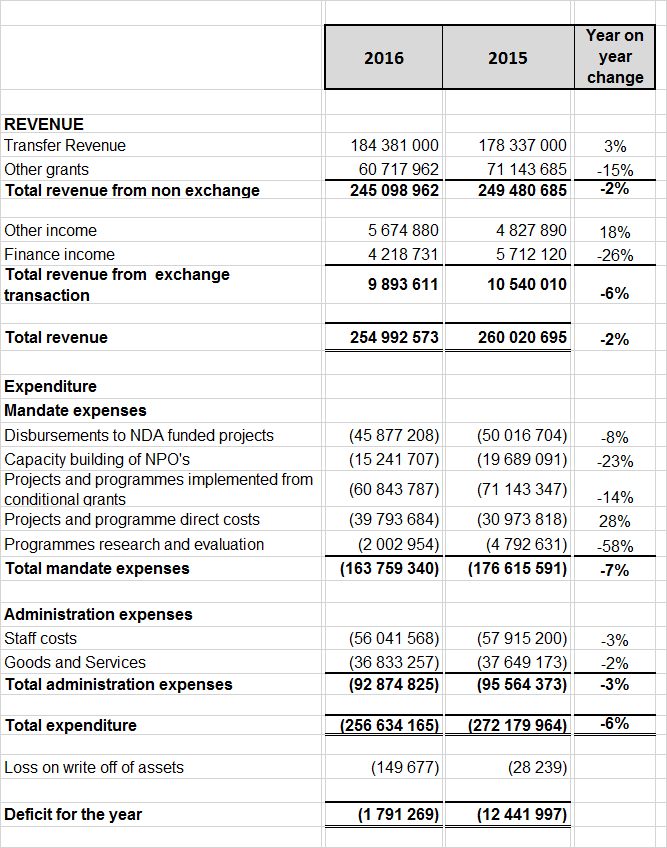 2016 2015 Year on
year
change
REVENUE
Transfer Revenue 184 381 000 178 337 000 3%
Other grants 60 717 962 71 143 685 -15%
Total revenue from non exchange 245 098 962 249 480 685 -2%
Other income 5 674 880 4 827 890 18%
Finance income 4 218 731 5 712 120 -26%
Total revenue from exchange
transaction 9 893 611 10 540 010 -6%
Total revenue 254 992 573 260 020 695 -2%
Expenditure
Mandate expenses
Disbursements to NDA funded projects (45 877 208) (50 016 704) -8%
Capacity building of NPO's (15 241 707) (19 689 091) -23%
Projects and programmes implemented from
conditional grants (60 843 787) (71 143 347) -14%
Projects and programme direct costs (39 793 684) (30 973 818) 28%
Programmes research and evaluation (2 002 954) (4 792 631) -58%
Total mandate expenses (163 759 340) (176 615 591) -7%
Administration expenses
Staff costs (56 041 568) (57 915 200) -3%
Goods and Services (36 833 257) (37 649 173) -2%
Total administration expenses (92 874 825) (95 564 373) -3%
Total expenditure (256 634 165) (272 179 964) -6%
Loss on write off of assets (149 677) (28 239)
Deficit for the year (1 791 269) (12 441 997)